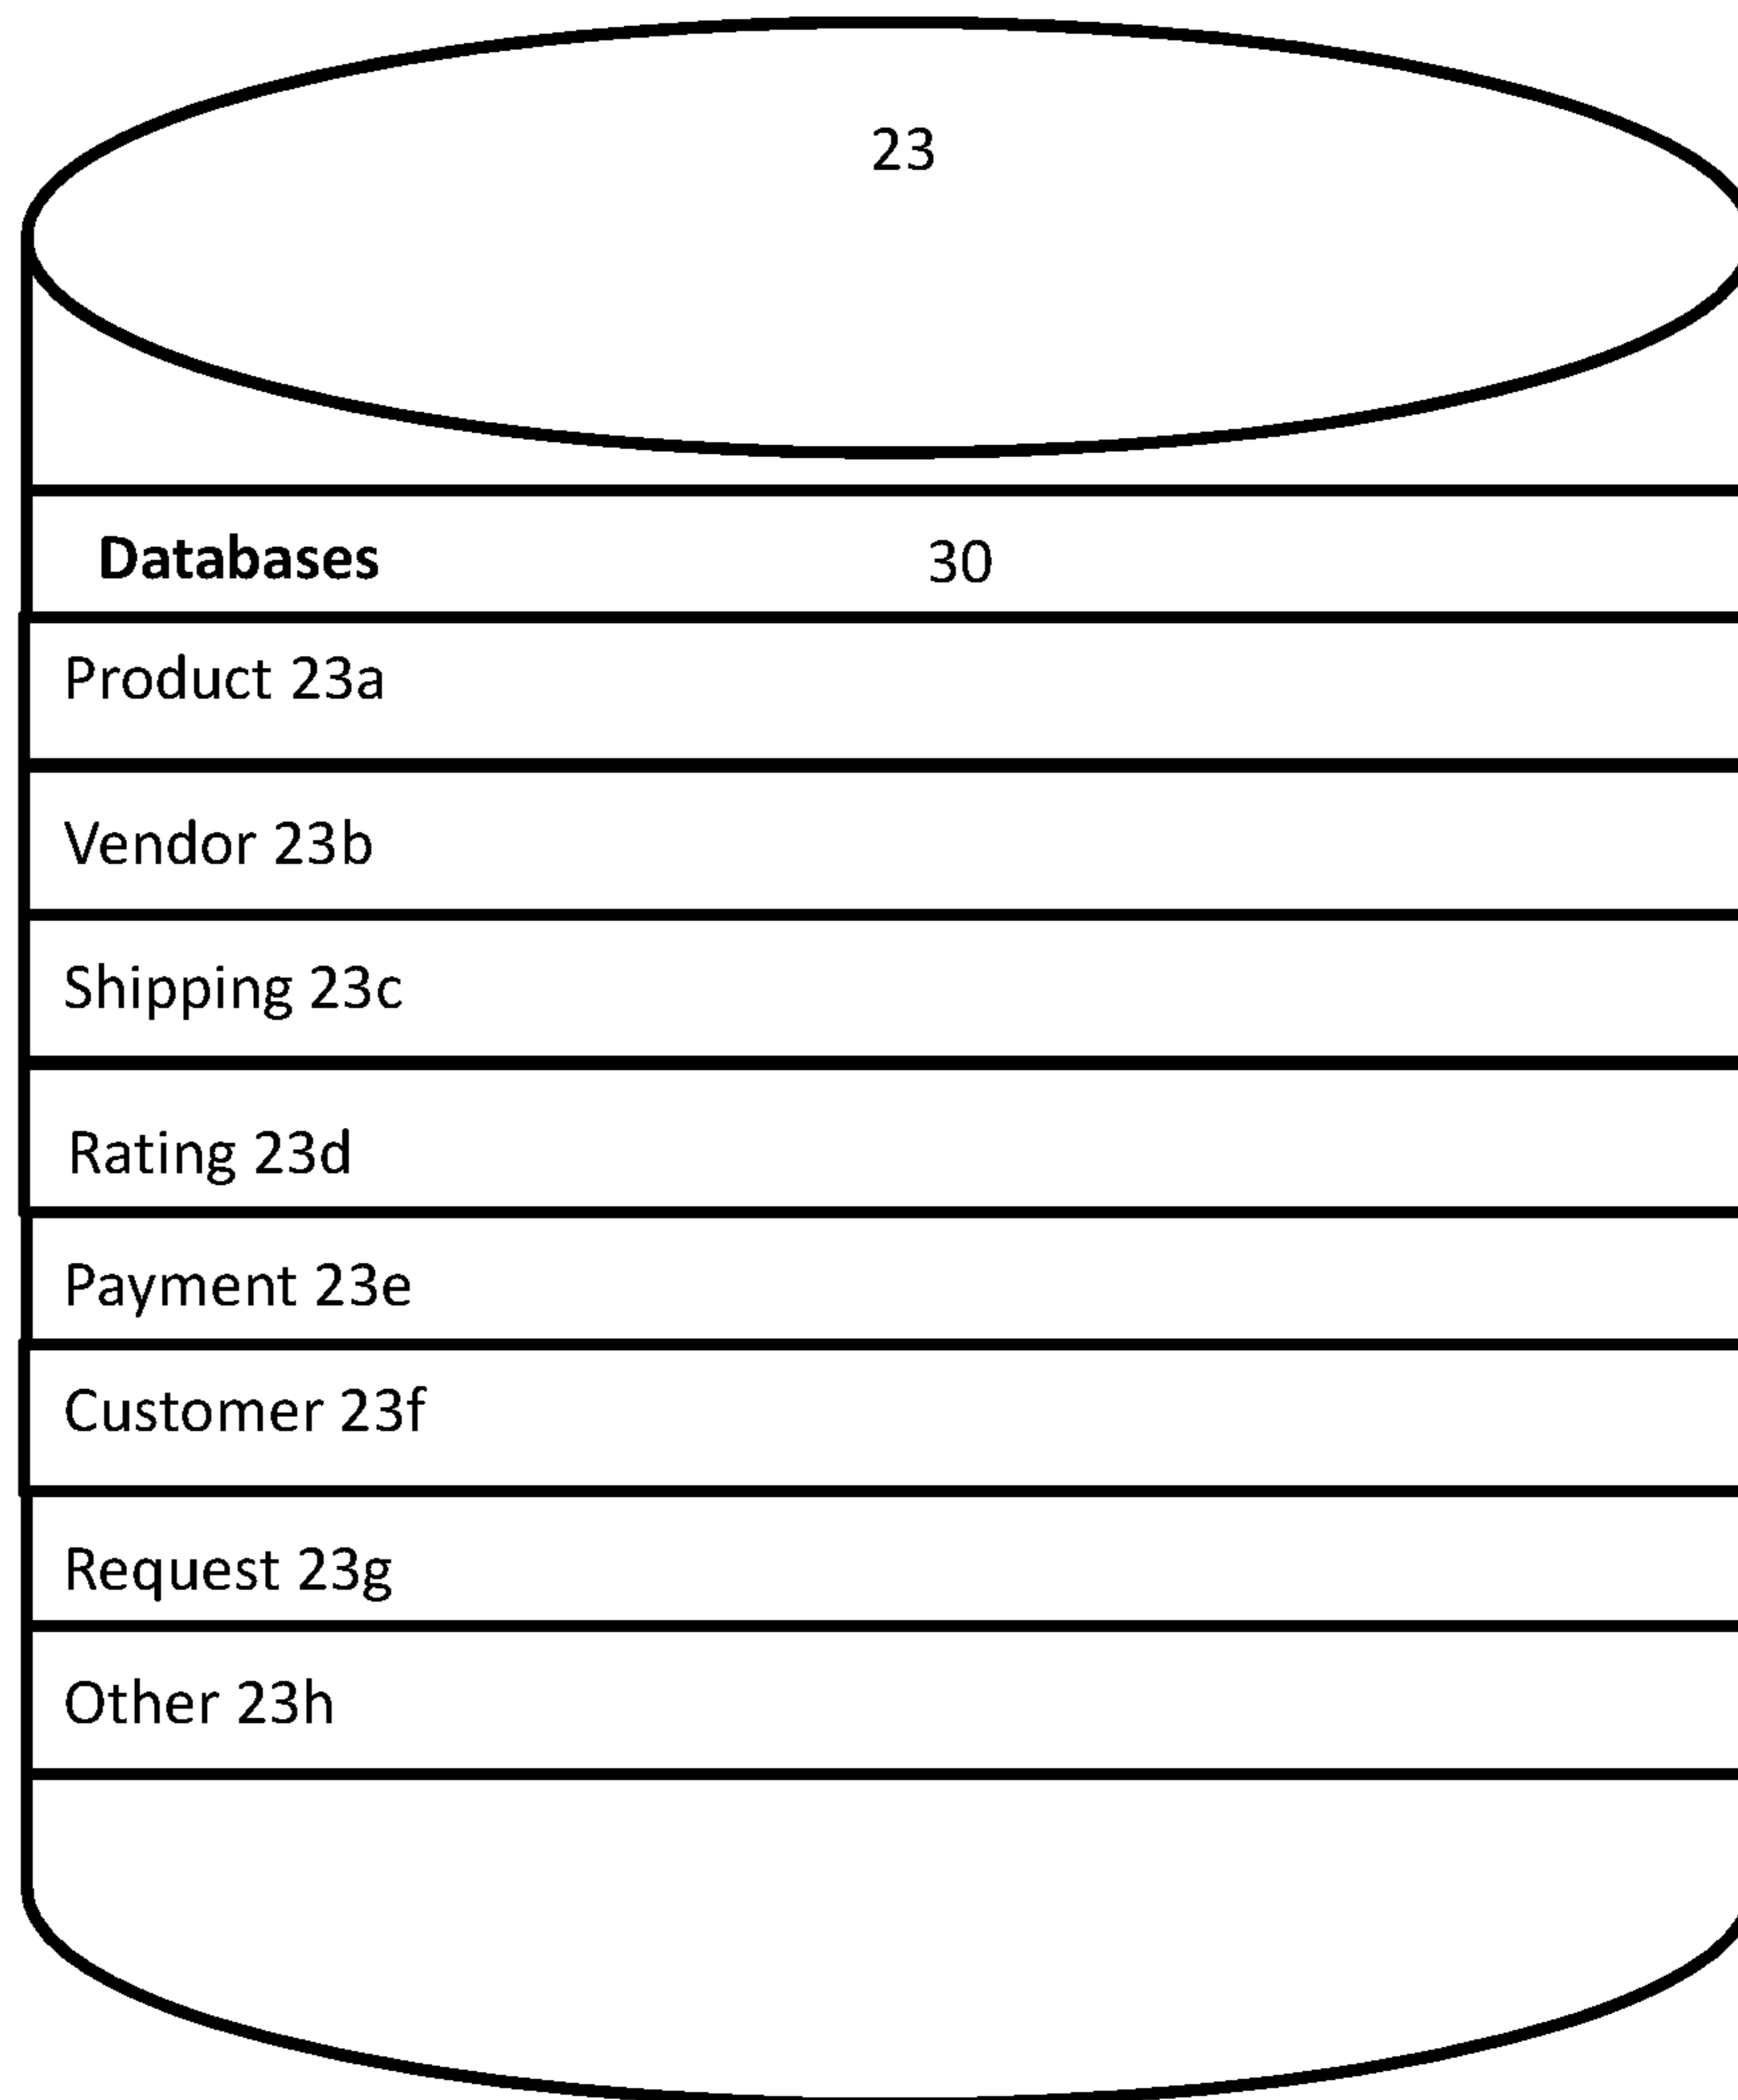 23
Databases 30
Product 23a
Vendor 23b
Shipping 23c
Rating 23d
Payment 23e
Customer 23f
Request 23g
Other 23h